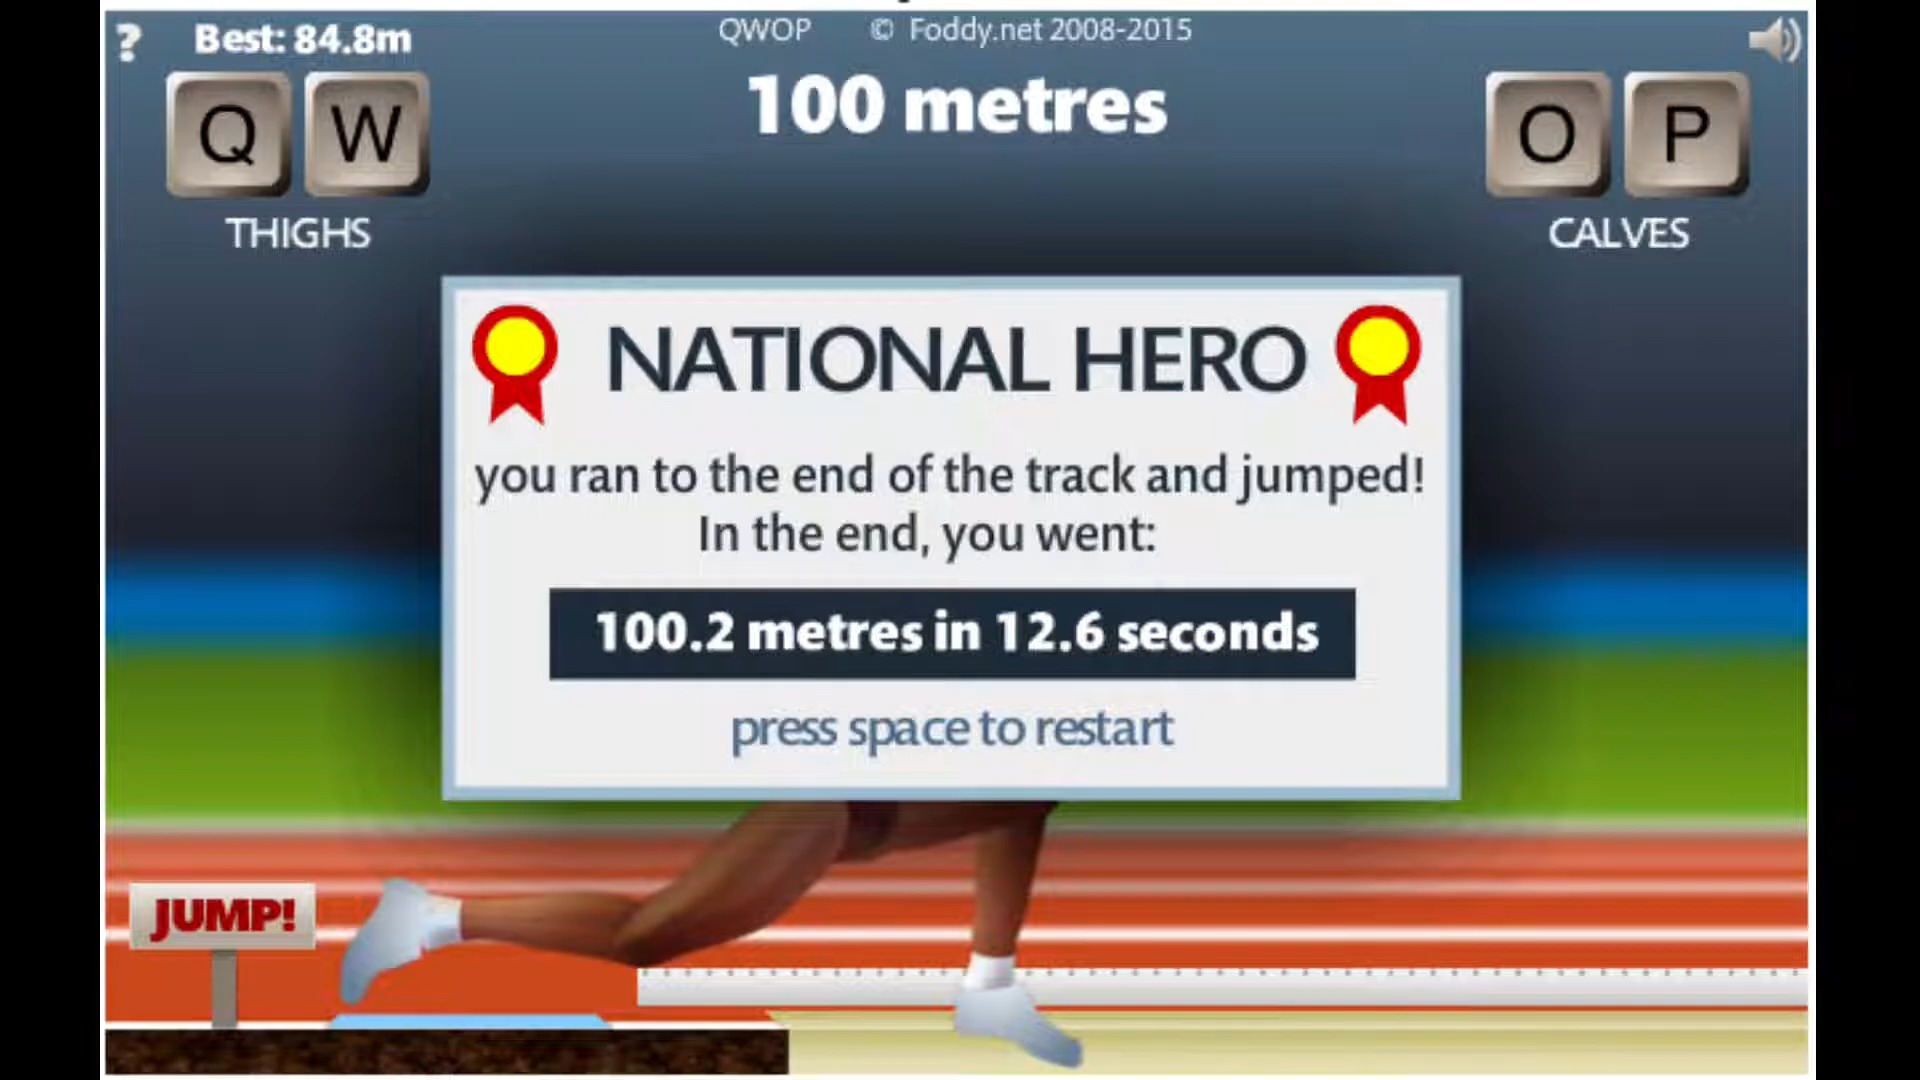 ?
Best: 84.8m
QWOP © Foddy.net 2008-2015
100 metres
Q W
THIGHS
O P
CALVES
NATIONAL HERO
you ran to the end of the track and jumped!
In the end, you went:
100.2 metres in 12.6 seconds
press space to restart
JUMP!